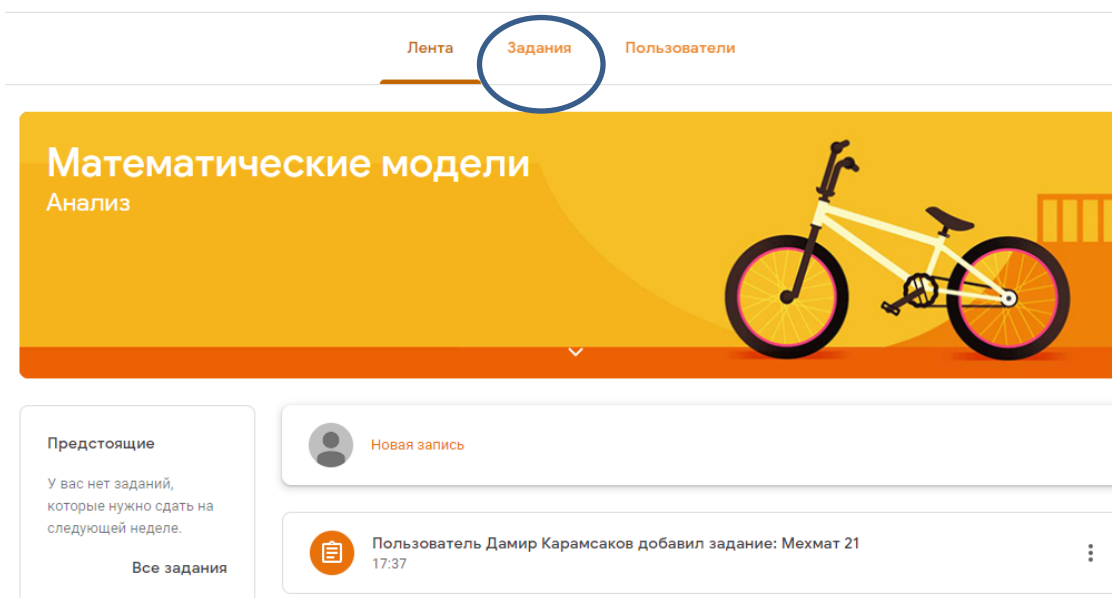 Лента Задания Пользователи
Математические модели
Анализ
Предстоящие
У вас нет заданий,
которые нужно сдать на
следующей неделе.
Все задания
Новая запись
Пользователь Дамир Карамсаков добавил задание: Мехмат 21
17:37